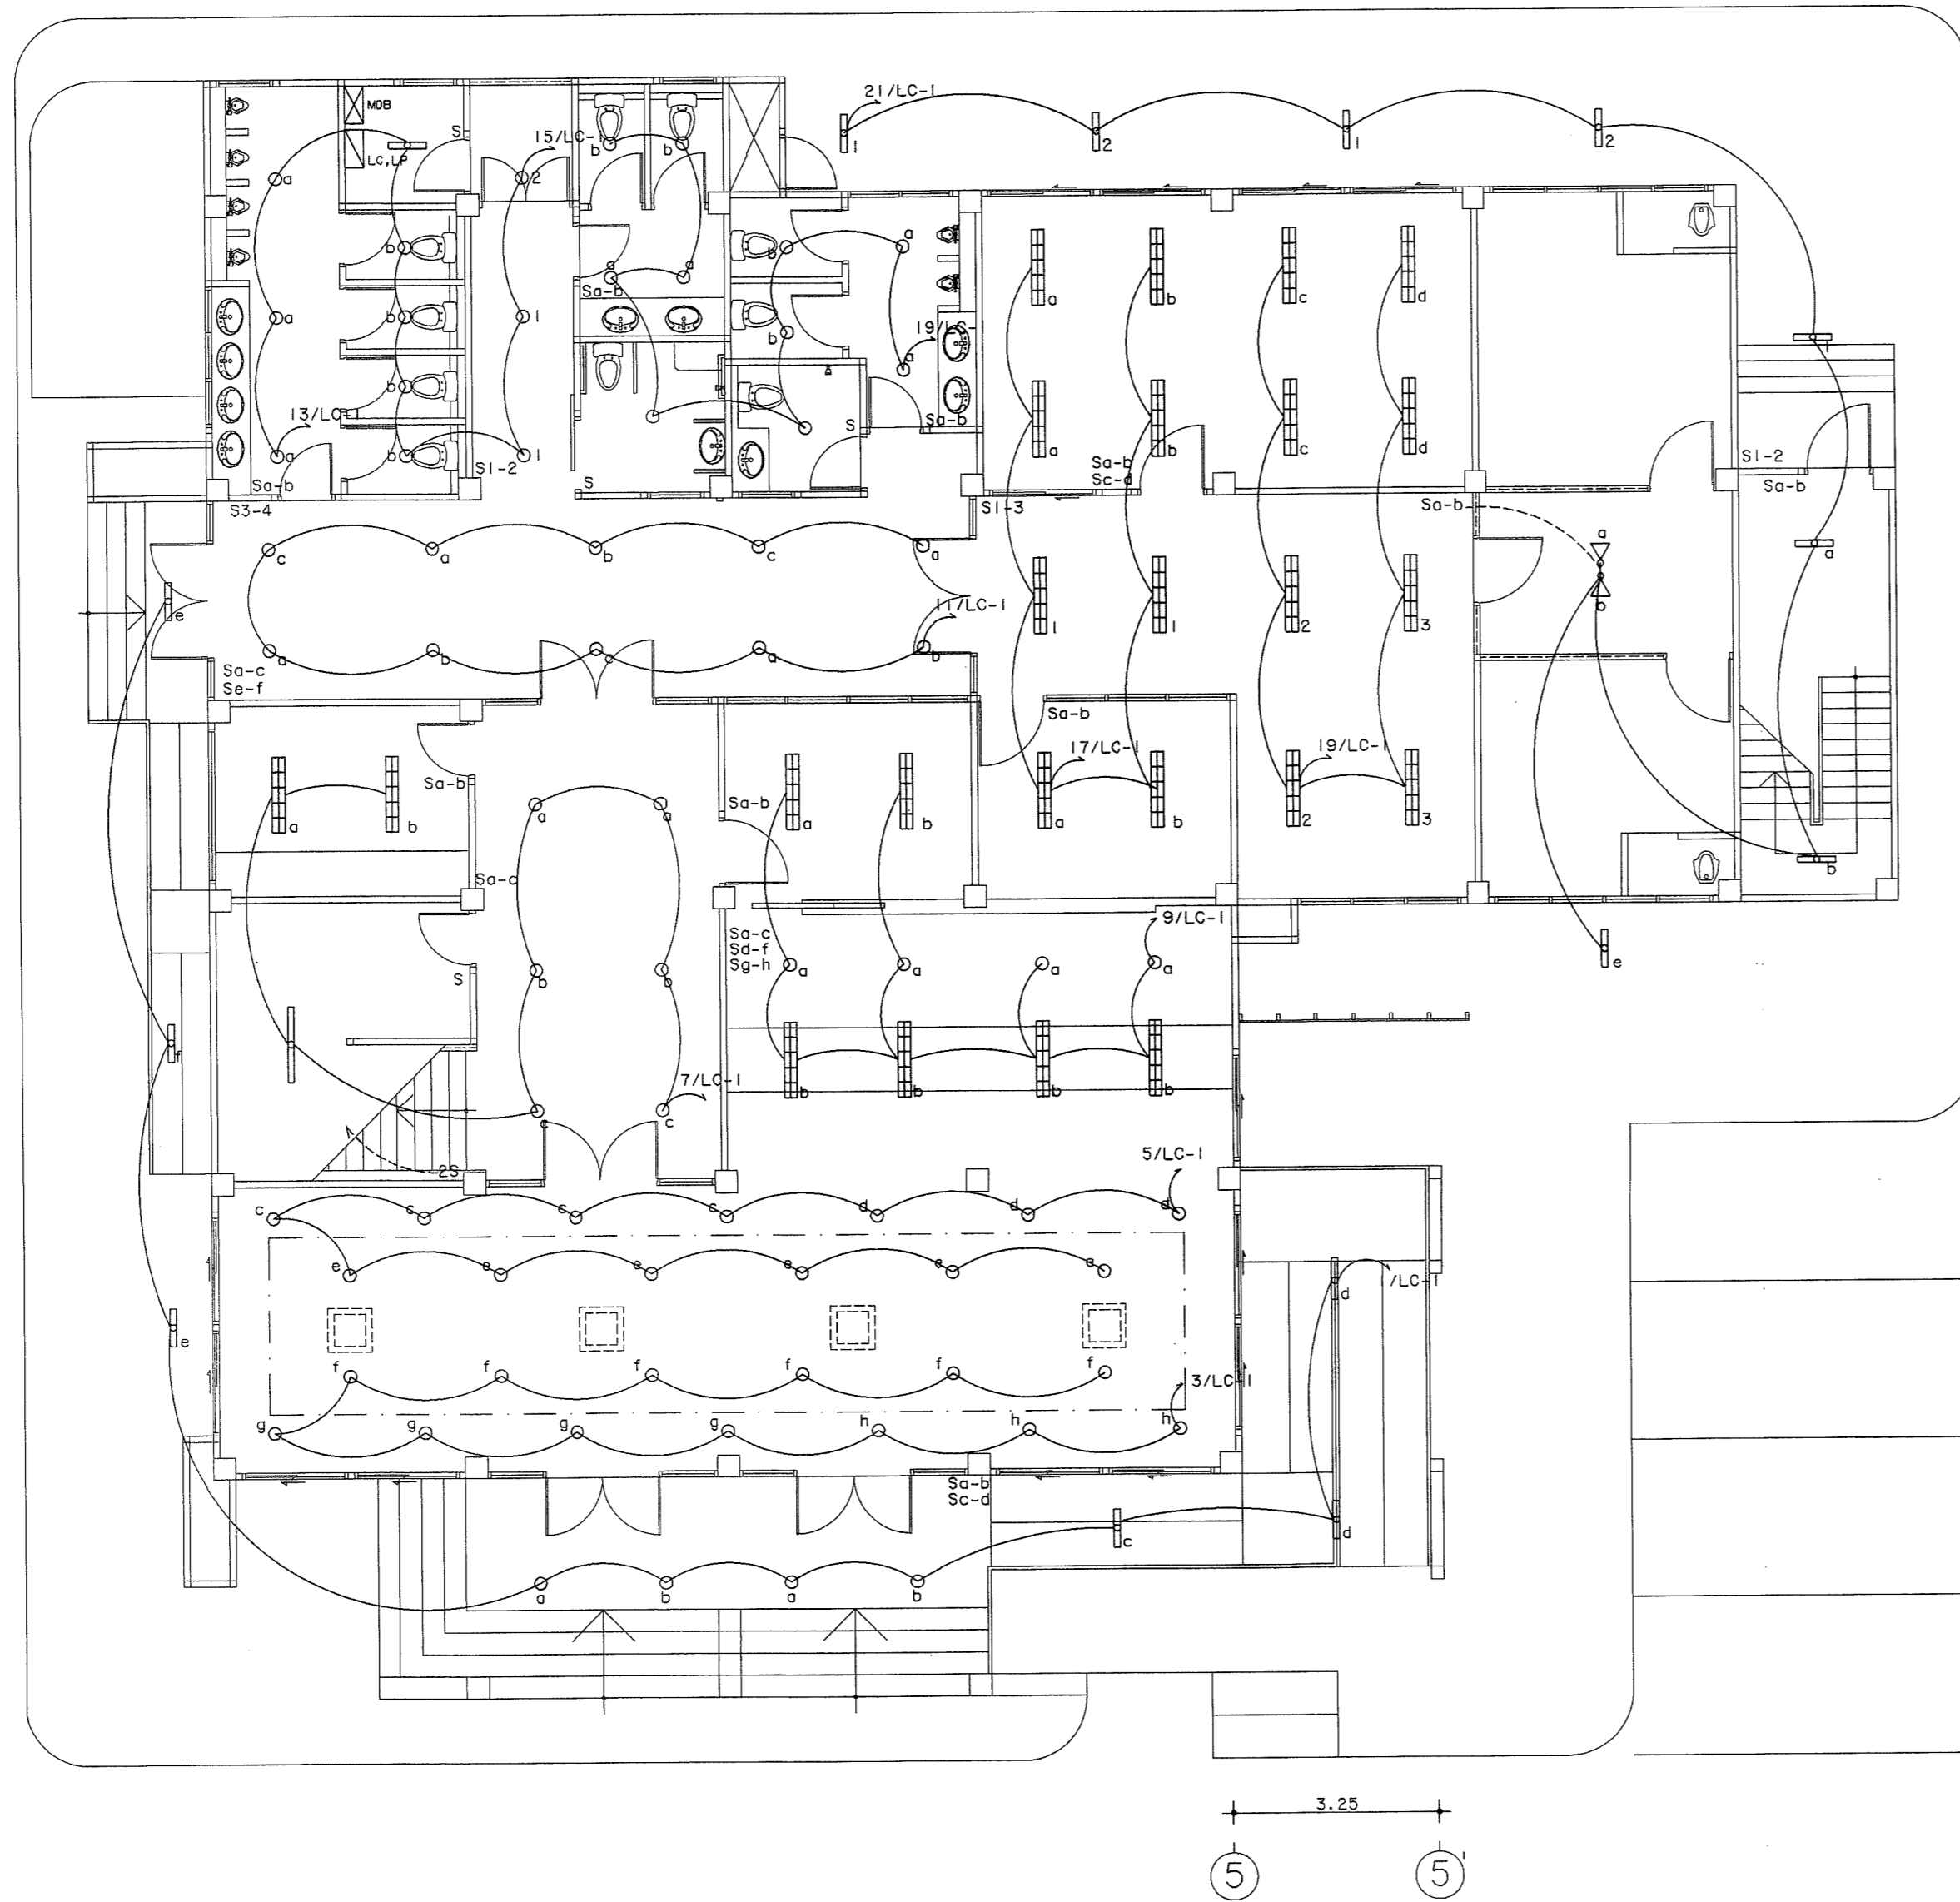 21/LC-1
1
2
1
2
MDB
LC,LP
S
15/LC-1
2
b
b
a
b
a
b
a
a
Sa-b
b
a
b
c
d
1
a
1
b
b
19/LS-
a
13/LC-1
a
b
b
1
S1-2
S
S
Sa-b
a
b
c
d
Sa-b
Sc-d
Sa-b
S3-4
S1-3
S1-2
Sa-b
Sa-b
a
c
a
b
c
a
a
b
e
11/LC-1
1
1
2
3
a
b
c
a
b
Sa-c
Se-f
Sa-b
17/LC-1
19/LC-1
Sa-b
Sa-b
a
b
a
b
a
b
2
3
a
a
b
Sa-c
9/LC-1
Sa-c
Sd-f
Sg-h
S
b
b
a
a
a
a
e
f
7/LC-1
b
b
b
b
c
c
2S
5/LC-1
c
c
c
c
d
d
d
e
e
e
e
e
e
/LC-1
d
e
f
f
f
f
f
f
3/LC-1
g
g
g
g
h
h
h
Sa-b
Sc-d
c
d
a
b
a
b
3.25
5
5'